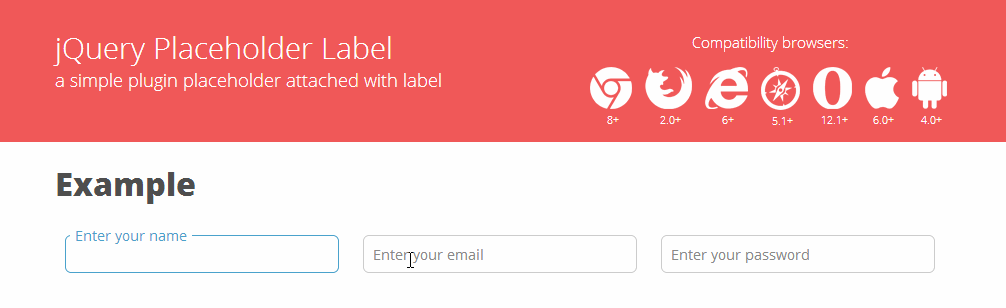 jQuery Placeholder Label
a simple plugin placeholder attached with label
Compatibility browsers:
8+ 2.0+ 6+ 5.1+ 12.1+ 6.0+ 4.0+
Example
Enter your name
Enter your email Enter your password